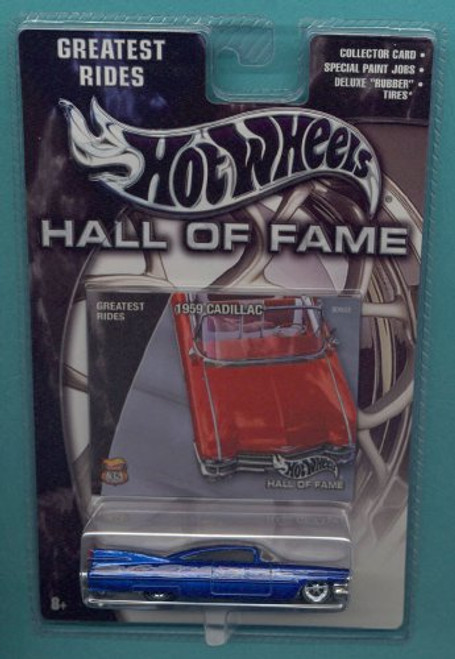 GREATEST
RIDES
COLLECTOR CARD •
SPECIAL PAINT JOBS •
DELUXE "RUBBER" •
TIRES*
HOT WHEELS
HALL OF FAME
GREATEST
RIDES
1959 CADILLAC
HOT WHEELS
HALL OF FAME
35
8+